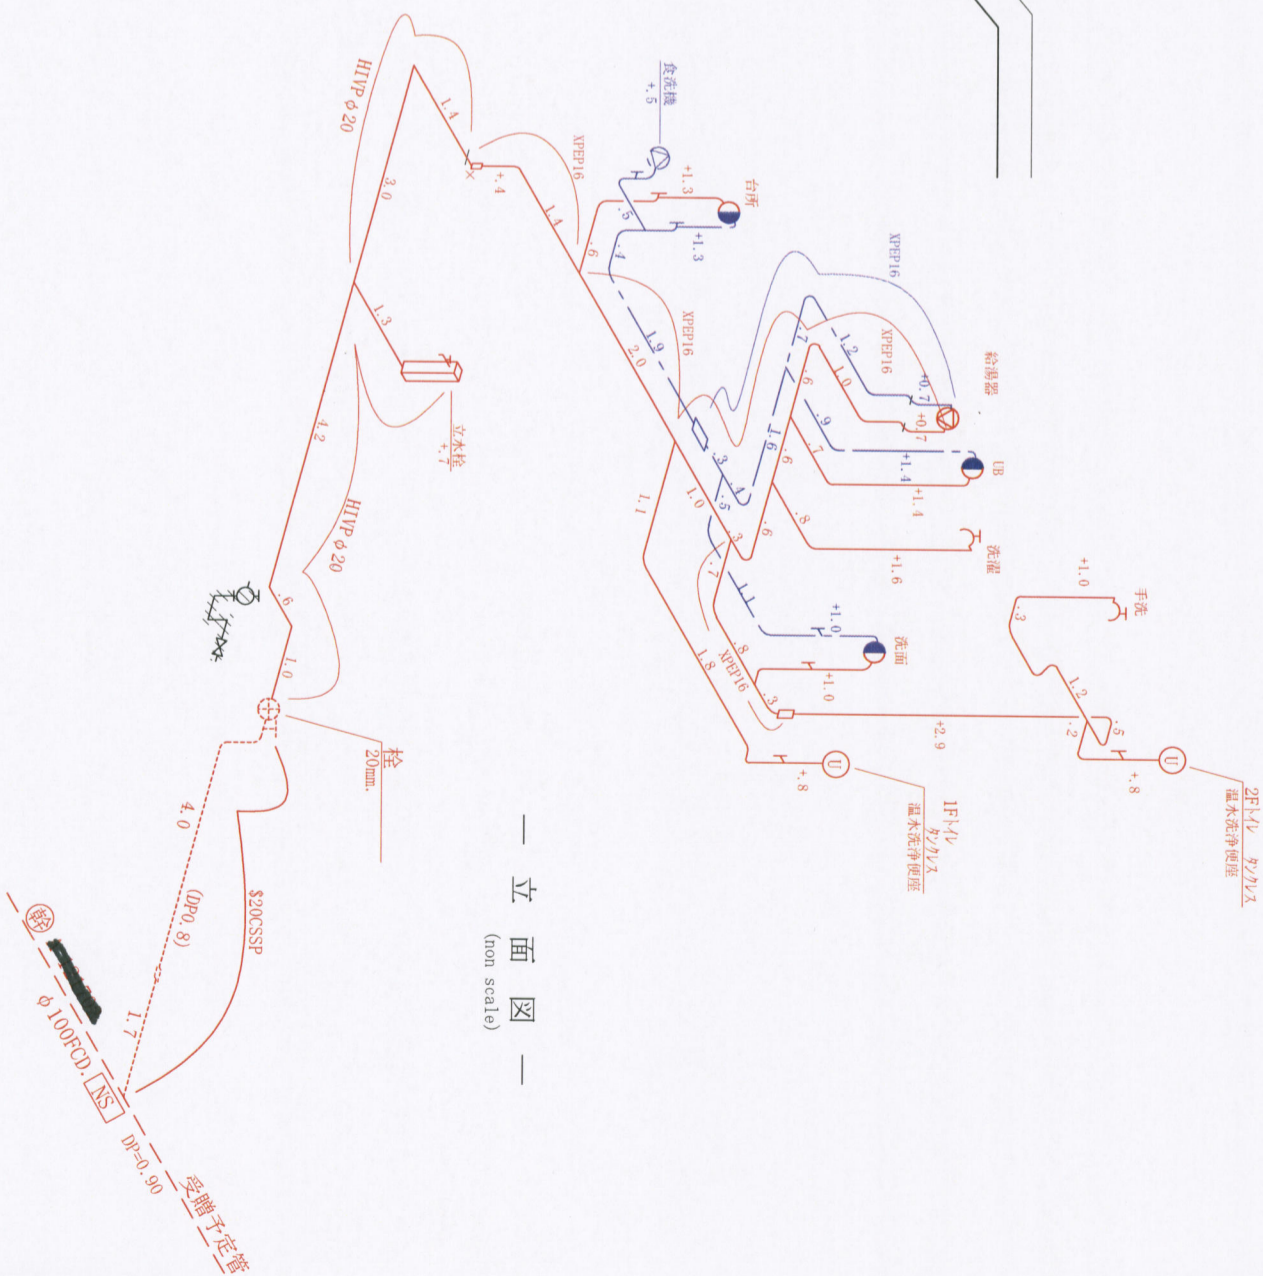 HIVPφ20
1.4
3.0
+.4
XPEP16
1.4
食洗機
+.5
台所
+1.3
+1.3
.5
.6
.4
XPEP16
1.9
2.0
XPEP16
XPEP16
給湯器
+0.7
+0.7
1.2
1.0
.7
.6
.9
.7
UB
+1.4
+1.4
1.6
.6
.8
洗濯
+1.6
.3
.4
.5
1.0
.3
.6
.7
1.1
1.1
1.8
.8
XPEP16
.3
洗面
+1.0
+1.0
手洗
+1.0
.3
1.2
.5
.2
+2.9
+.8
+.8
U
U
1Fトイレ
タンクレス
温水洗浄便座
2Fトイレ タンクレス
温水洗浄便座
1.3
立水栓
+.7
4.2
HIVPφ20
.6
1.0
栓
20mm.
4.0
(DP0.8)
$20CSSP
1.7
幹
φ100FCD. NS DP=0.90
受贈予定管
― 立面図 ―
(non scale)